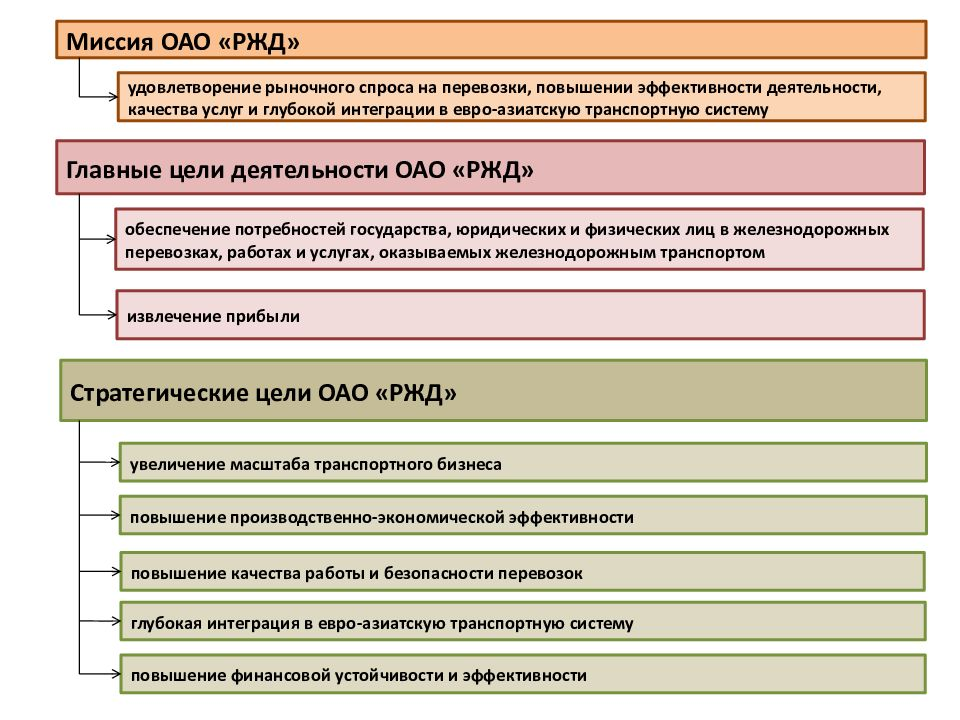 Миссия ОАО «РЖД»
удовлетворение рыночного спроса на перевозки, повышении эффективности деятельности,
качества услуг и глубокой интеграции в евро-азиатскую транспортную систему
Главные цели деятельности ОАО «РЖД»
обеспечение потребностей государства, юридических и физических лиц в железнодорожных
перевозках, работах и услугах, оказываемых железнодорожным транспортом
извлечение прибыли
Стратегические цели ОАО «РЖД»
увеличение масштаба транспортного бизнеса
повышение производственно-экономической эффективности
повышение качества работы и безопасности перевозок
глубокая интеграция в евро-азиатскую транспортную систему
повышение финансовой устойчивости и эффективности